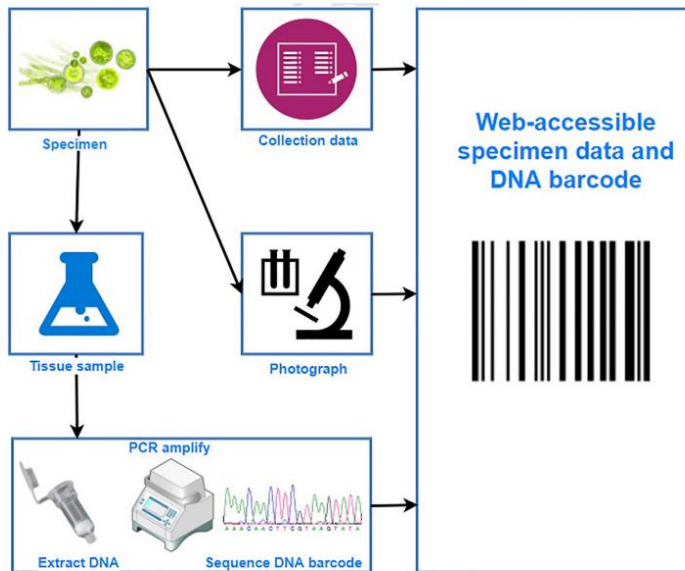 Specimen
Collection data
Web-accessible
specimen data and
DNA barcode
Tissue sample
Photograph
PCR amplify
AAACAACTTCGTAAGTATA
Extract DNA
Sequence DNA barcode